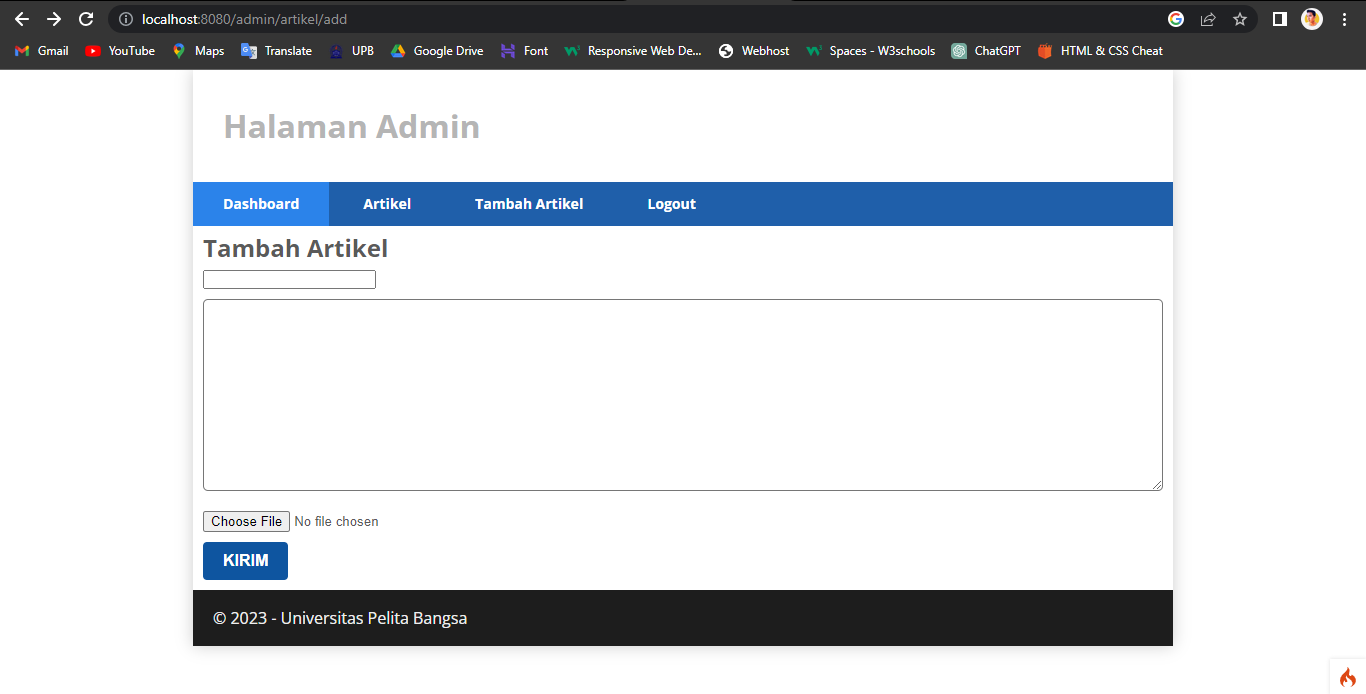 localhost:8080/admin/artikel/add
Gmail YouTube Maps Translate UPB Google Drive Font Responsive Web De... Webhost Spaces - W3schools ChatGPT HTML & CSS Cheat
Halaman Admin
Dashboard Artikel Tambah Artikel Logout
Tambah Artikel
Choose File No file chosen
KIRIM
© 2023 - Universitas Pelita Bangsa